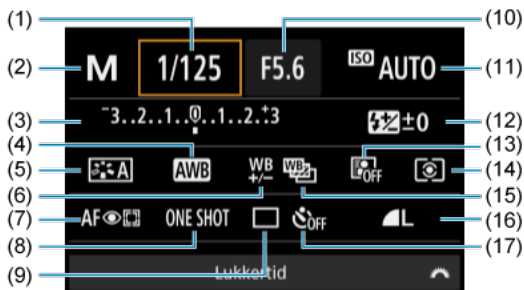 (1) (10)
(2) M 1/125 F5.6 ISO AUTO (11)
(3) -3..2..1..0..1..2.+3 ±0 (12)
(4) (13)
(5) A AWB WB +/- WB OFF (14)
(6) (15)
(7) AF ONE SHOT OFF L (16)
(8) (17)
(9) Lukkertid